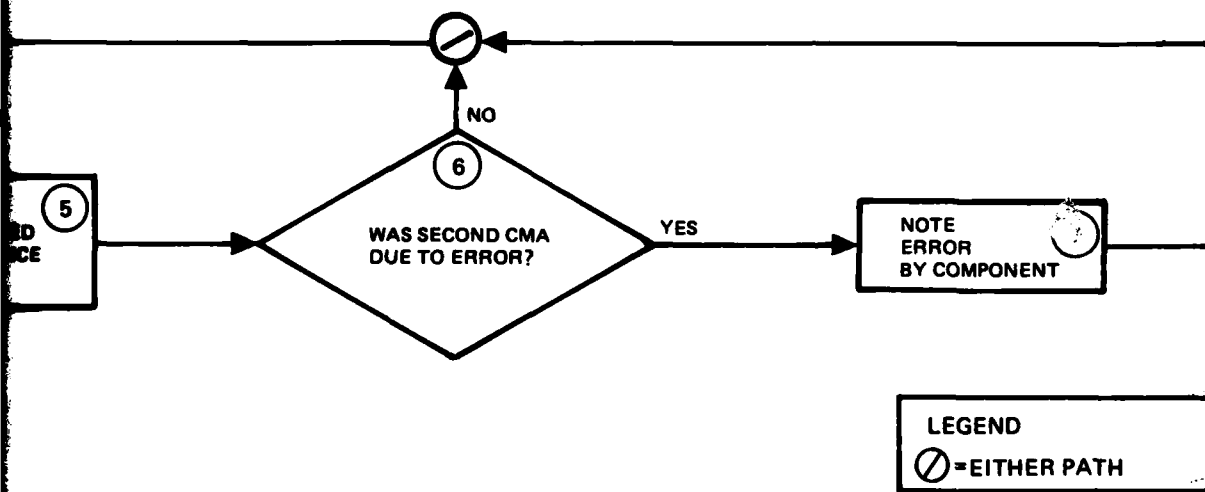 NO
6
5
WAS SECOND CMA
DUE TO ERROR?
YES
NOTE
ERROR
BY COMPONENT
LEGEND
=EITHER PATH